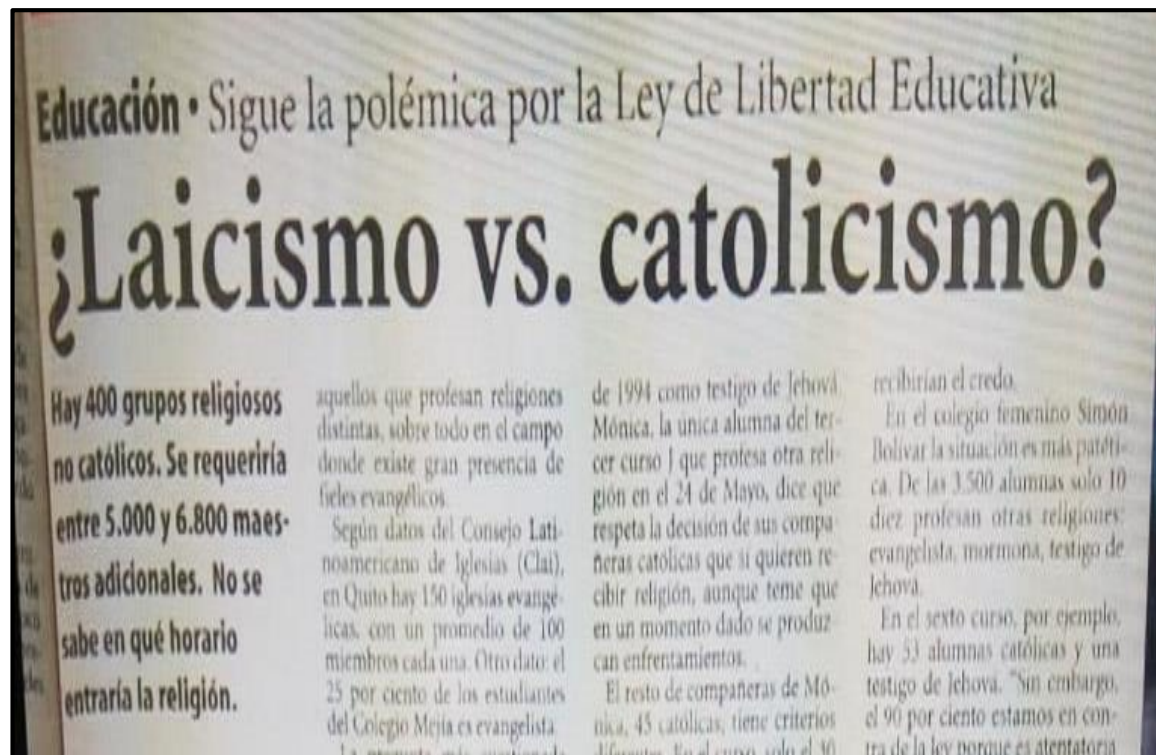 Educación • Sigue la polémica por la Ley de Libertad Educativa
¿Laicismo vs. catolicismo?
Hay 400 grupos religiosos
no católicos. Se requeriría
entre 5.000 y 6.800 maes-
tros adicionales. No se
sabe en qué horario
entraría la religión.
aquellos que profesan religiones
distintas, sobre todo en el campo
donde existe gran presencia de
fieles evangélicos.
Según datos del Consejo Lati-
noamericano de Iglesias (Clai),
en Quito hay 150 iglesias evangé-
licas, con un promedio de 100
miembros cada una. Otro dato: el
25 por ciento de los estudiantes
del Colegio Mejía es evangelista.
de 1994 como testigo de Jehová.
Mónica, la única alumna del ter-
cer curso J que profesa otra reli-
gión en el 24 de Mayo, dice que
respeta la decisión de sus compa-
ñeras católicas que sí quieren re-
cibir religión, aunque teme que
en un momento dado se produz-
can enfrentamientos.
El resto de compañeras de Mó-
nica, 45 católicas, tiene criterios
recibirían el credo.
En el colegio femenino Simón
Bolívar la situación es más patéti-
ca. De las 3.500 alumnas solo 10
diez profesan otras religiones:
evangelista, mormona, testigo de
Jehová.
En el sexto curso, por ejemplo,
hay 53 alumnas católicas y una
testigo de Jehová. "Sin embargo,
el 90 por ciento estamos en con-
tra de la ley porque es atentatoria